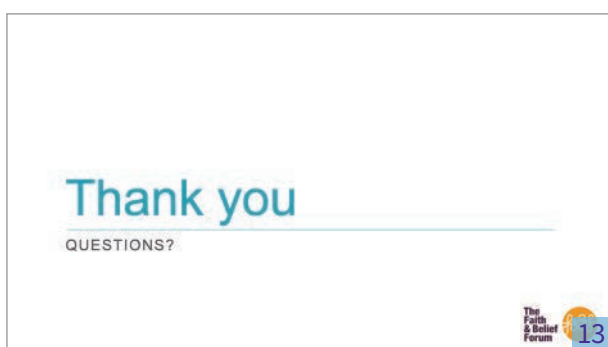 Thank you
QUESTIONS?
The
Faith
& Belief
Forum
13